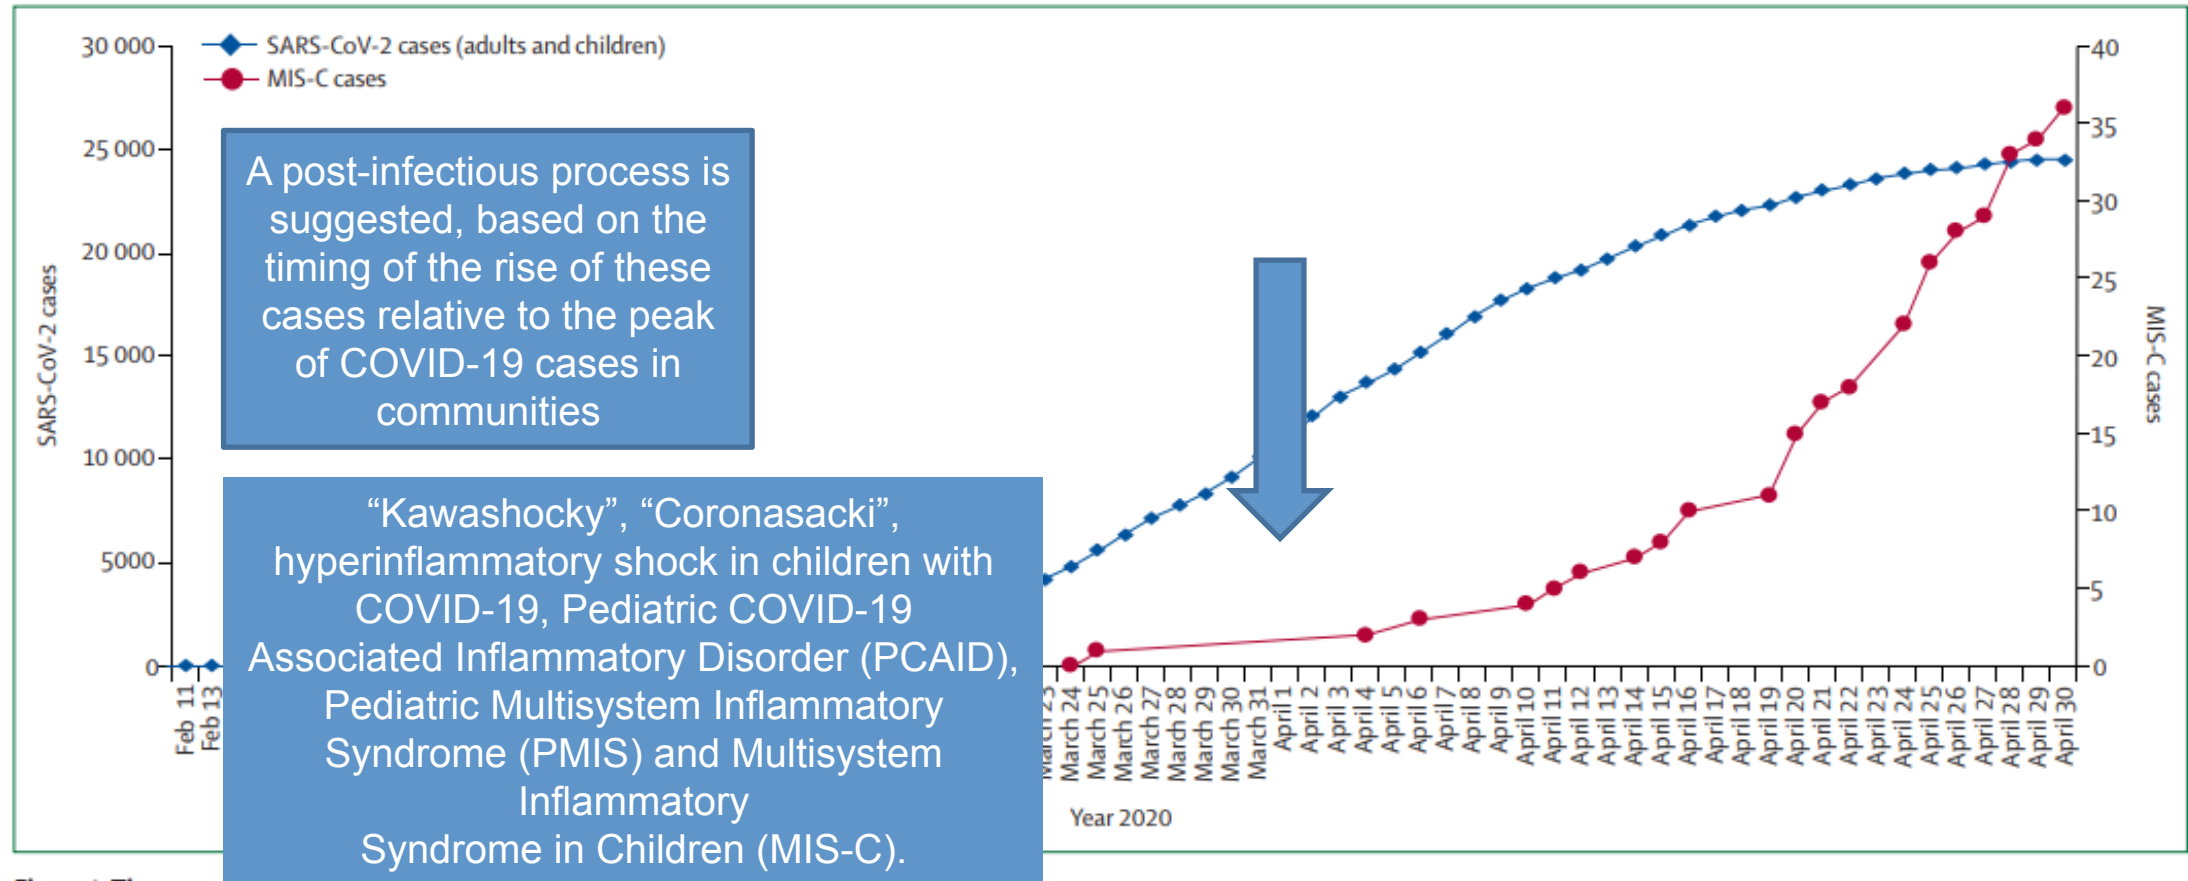 30 000
25 000
20 000
15 000
10 000
5000
0
SARS-CoV-2 cases
SARS-CoV-2 cases (adults and children)
MIS-C cases
A post-infectious process is
suggested, based on the
timing of the rise of these
cases relative to the peak
of COVID-19 cases in
communities
“Kawashocky”, “Coronasacki”,
hyperinflammatory shock in children with
COVID-19, Pediatric COVID-19
Associated Inflammatory Disorder (PCAID),
Pediatric Multisystem Inflammatory
Syndrome (PMIS) and Multisystem
Inflammatory
Syndrome in Children (MIS-C).
40
35
30
25
20
15
10
5
0
MIS-C cases
Feb 11
Feb 13
March 23
March 24
March 25
March 26
March 27
March 28
March 29
March 30
March 31
April 1
April 2
April 3
April 4
April 5
April 6
April 7
April 8
April 9
April 10
April 11
April 12
April 13
April 14
April 15
April 16
April 17
April 18
April 19
April 20
April 21
April 22
April 23
April 24
April 25
April 26
April 27
April 28
April 29
April 30
Year 2020